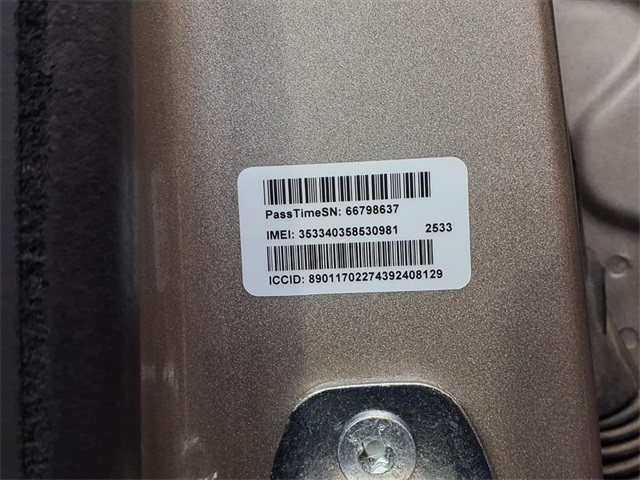 PassTimeSN: 66798637
IMEI: 353340358530981 2533
ICCID: 89011702274392408129